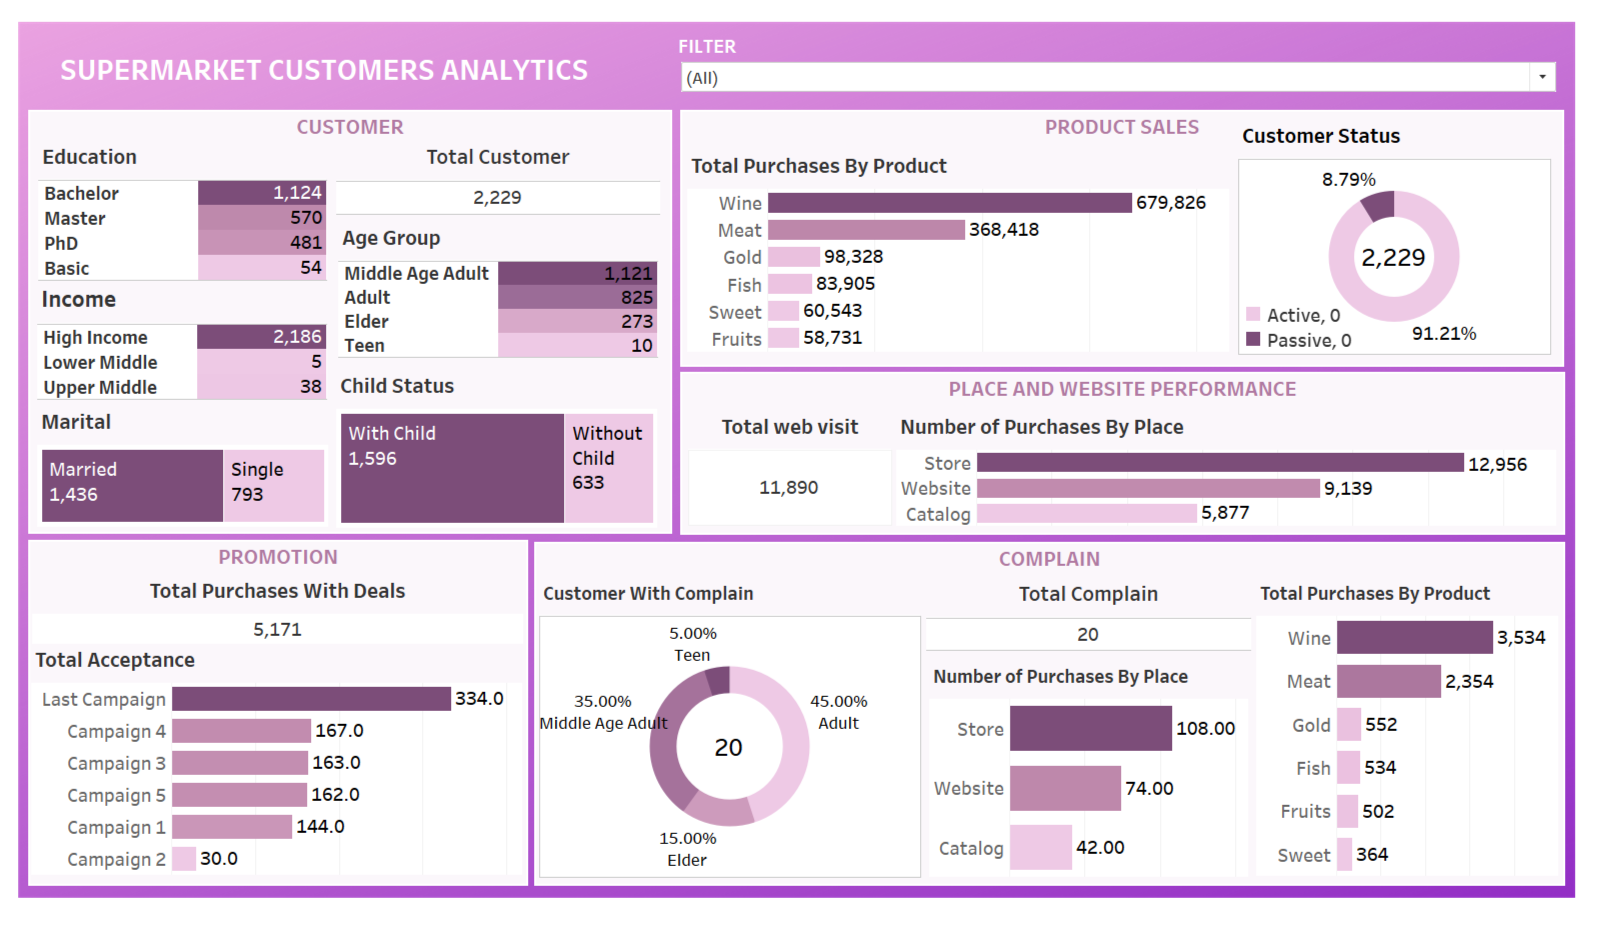 SUPERMARKET CUSTOMERS ANALYTICS
FILTER
(All)
CUSTOMER
Education
Bachelor 1,124
Master 570
PhD 481
Basic 54
Income
High Income 2,186
Lower Middle 5
Upper Middle 38
Marital
Married
1,436
Single
793
Total Customer
2,229
Age Group
Middle Age Adult 1,121
Adult 825
Elder 273
Teen 10
Child Status
With Child
1,596
Without
Child
633
PRODUCT SALES
Total Purchases By Product
Wine 679,826
Meat 368,418
Gold 98,328
Fish 83,905
Sweet 60,543
Fruits 58,731
Customer Status
8.79%
2,229
Active, 0
Passive, 0
91.21%
PLACE AND WEBSITE PERFORMANCE
Total web visit
11,890
Number of Purchases By Place
Store 12,956
Website 9,139
Catalog 5,877
PROMOTION
Total Purchases With Deals
5,171
Total Acceptance
Last Campaign 334.0
Campaign 4 167.0
Campaign 3 163.0
Campaign 5 162.0
Campaign 1 144.0
Campaign 2 30.0
COMPLAIN
Customer With Complain
5.00%
Teen
35.00%
Middle Age Adult
45.00%
Adult
20
15.00%
Elder
Total Complain
20
Number of Purchases By Place
Store 108.00
Website 74.00
Catalog 42.00
Total Purchases By Product
Wine 3,534
Meat 2,354
Gold 552
Fish 534
Fruits 502
Sweet 364